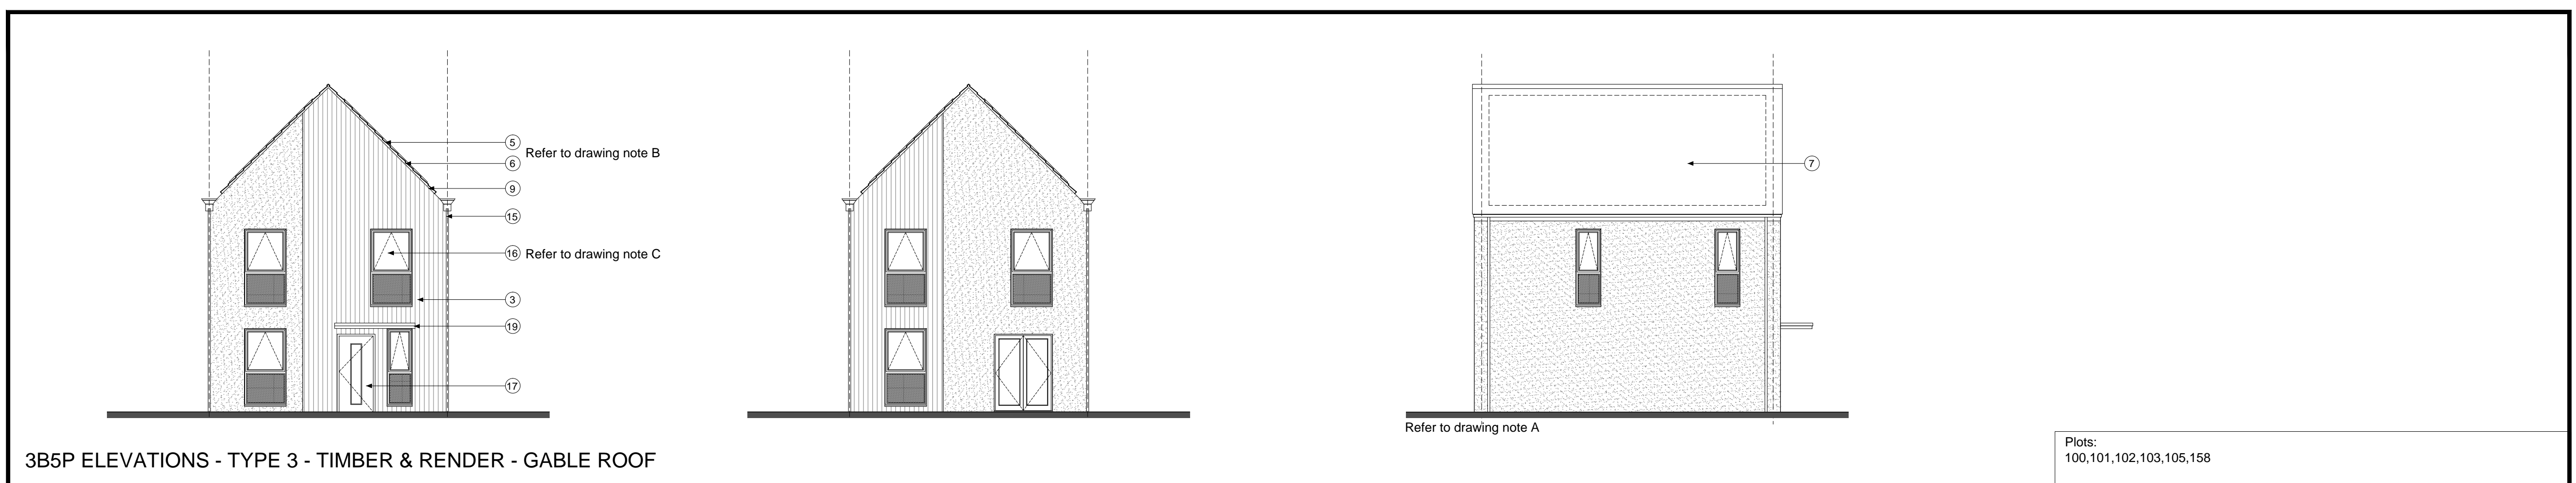 5
Refer to drawing note B
6
9
15
16 Refer to drawing note C
3
19
17
7
Refer to drawing note A
3B5P ELEVATIONS - TYPE 3 - TIMBER & RENDER - GABLE ROOF
Plots:
100,101,102,103,105,158